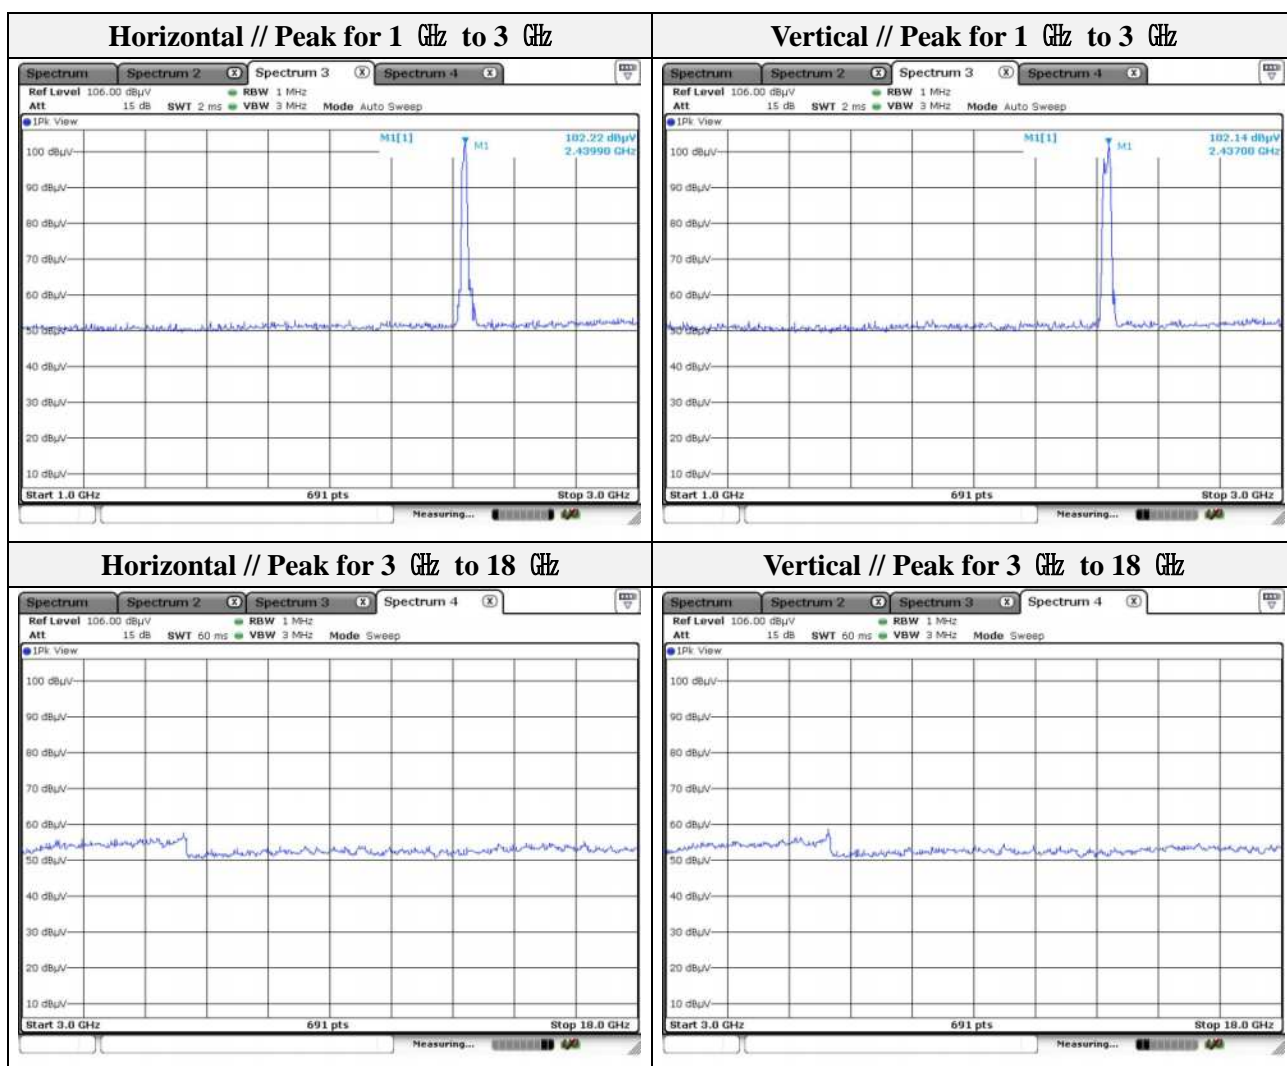 Horizontal // Peak for 1 ㎓ to 3 ㎓
Spectrum Spectrum 2 X Spectrum 3 X Spectrum 4 X
Ref Level 106.00 dBµV RBW 1 MHz
Att 15 dB SWT 2 ms VBW 3 MHz Mode Auto Sweep
1Pk View
M1[1] 102.22 dBµV
2.43990 GHz
M1
100 dBµV
90 dBµV
80 dBµV
70 dBµV
60 dBµV
50 dBµV
40 dBµV
30 dBµV
20 dBµV
10 dBµV
Start 1.0 GHz 691 pts Stop 3.0 GHz
Measuring...
Vertical // Peak for 1 ㎓ to 3 ㎓
Spectrum Spectrum 2 X Spectrum 3 X Spectrum 4 X
Ref Level 106.00 dBµV RBW 1 MHz
Att 15 dB SWT 2 ms VBW 3 MHz Mode Auto Sweep
1Pk View
M1[1] 102.14 dBµV
2.43700 GHz
M1
100 dBµV
90 dBµV
80 dBµV
70 dBµV
60 dBµV
50 dBµV
40 dBµV
30 dBµV
20 dBµV
10 dBµV
Start 1.0 GHz 691 pts Stop 3.0 GHz
Measuring...
Horizontal // Peak for 3 ㎓ to 18 ㎓
Spectrum Spectrum 2 X Spectrum 3 X Spectrum 4 X
Ref Level 106.00 dBµV RBW 1 MHz
Att 15 dB SWT 60 ms VBW 3 MHz Mode Sweep
1Pk View
100 dBµV
90 dBµV
80 dBµV
70 dBµV
60 dBµV
50 dBµV
40 dBµV
30 dBµV
20 dBµV
10 dBµV
Start 3.0 GHz 691 pts Stop 18.0 GHz
Measuring...
Vertical // Peak for 3 ㎓ to 18 ㎓
Spectrum Spectrum 2 X Spectrum 3 X Spectrum 4 X
Ref Level 106.00 dBµV RBW 1 MHz
Att 15 dB SWT 60 ms VBW 3 MHz Mode Sweep
1Pk View
100 dBµV
90 dBµV
80 dBµV
70 dBµV
60 dBµV
50 dBµV
40 dBµV
30 dBµV
20 dBµV
10 dBµV
Start 3.0 GHz 691 pts Stop 18.0 GHz
Measuring...